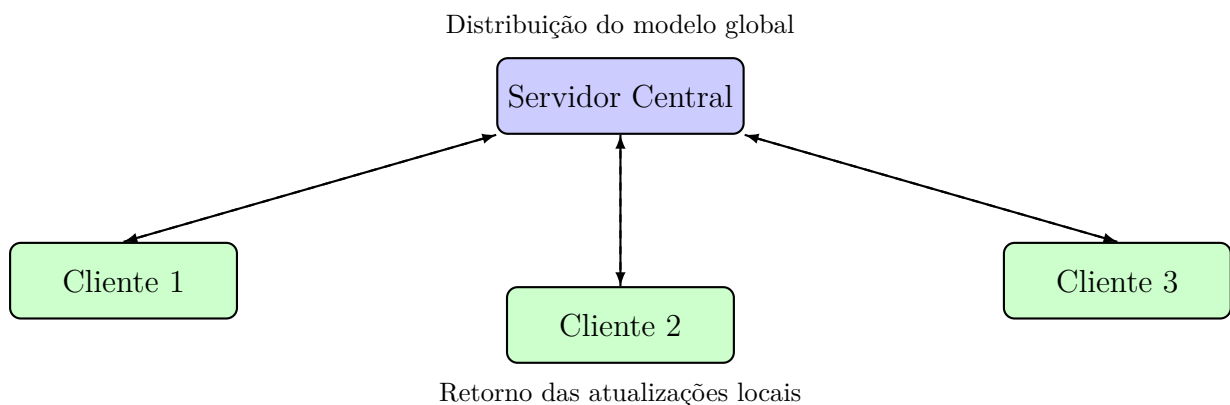 Distribuição do modelo global
Servidor Central
Cliente 1
Cliente 2
Cliente 3
Retorno das atualizações locais